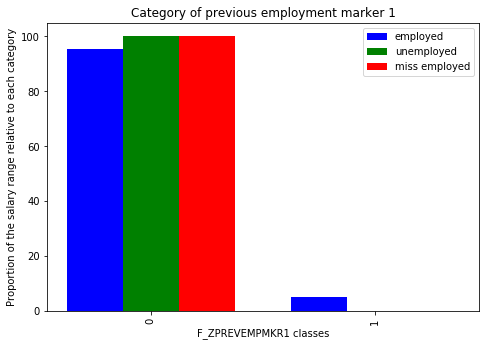 Category of previous employment marker 1
Proportion of the salary range relative to each category
100
80
60
40
20
0
employed
unemployed
miss employed
0
1
F_ZPREVEMPMKR1 classes